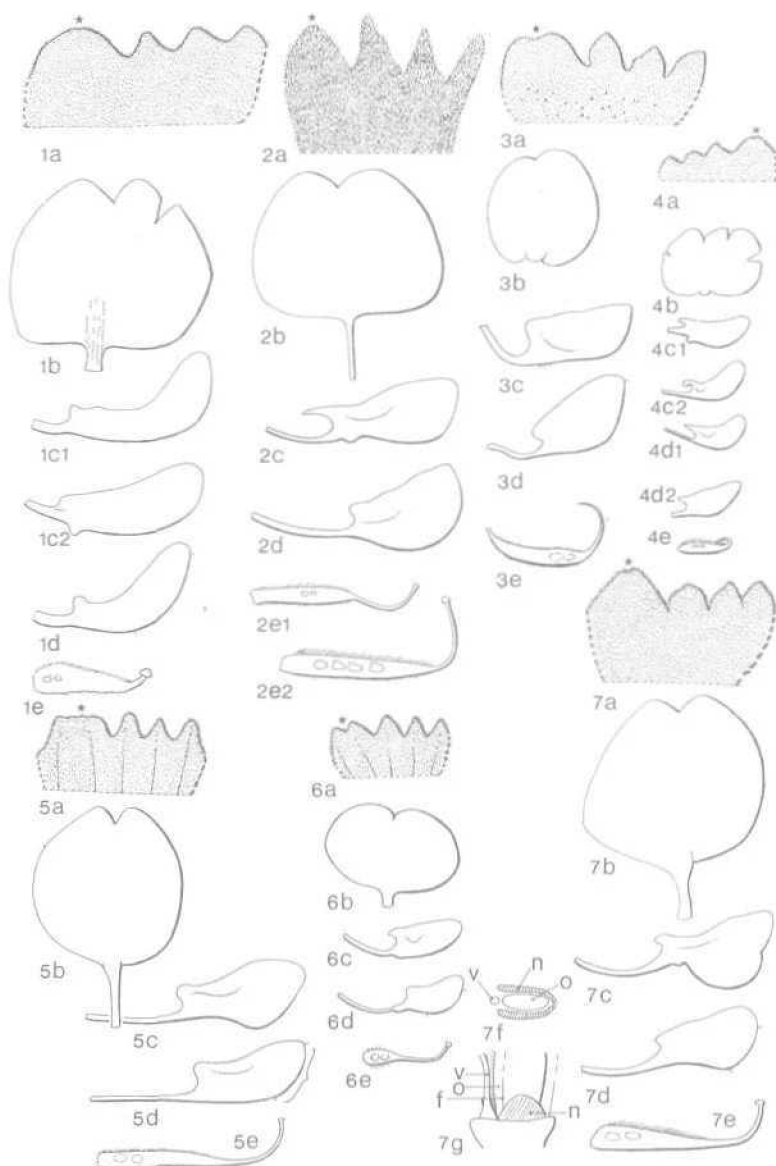 *
*
*
1a
2a
3a
*
4a
1b
2b
3b
4b
4c1
1c1
2c
3c
4c2
4d1
1c2
2d
3d
4d2
4e
1d
2e1
3e
*
1e
2e2
7a
*
*
5a
6a
5b
6b
7b
5c
6c
n
v
o
7c
5d
6d
7f
v
o
f
n
7d
5e
6e
7g
7e